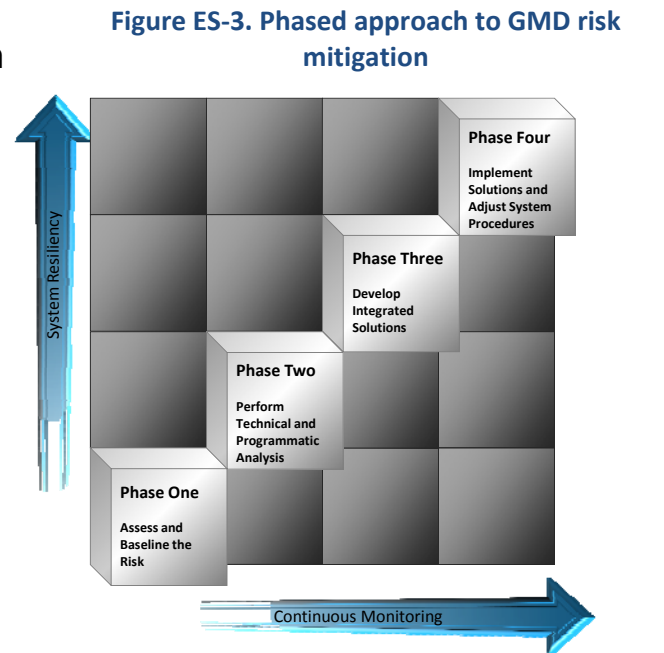 Figure ES-3. Phased approach to GMD risk
mitigation
System Resiliency
Phase Four
Implement
Solutions and
Adjust System
Procedures
Phase Three
Develop
Integrated
Solutions
Phase Two
Perform
Technical and
Programmatic
Analysis
Phase One
Assess and
Baseline the
Risk
Continuous Monitoring